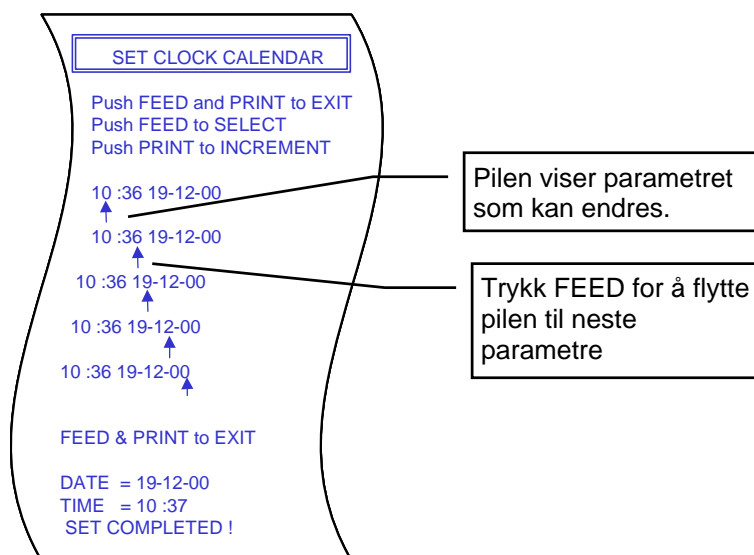 SET CLOCK CALENDAR
Push FEED and PRINT to EXIT
Push FEED to SELECT
Push PRINT to INCREMENT
10 :36 19-12-00
10 :36 19-12-00
10 :36 19-12-00
10 :36 19-12-00
10 :36 19-12-00
FEED & PRINT to EXIT
DATE = 19-12-00
TIME = 10 :37
SET COMPLETED !
Pilen viser parametret
som kan endres.
Trykk FEED for å flytte
pilen til neste
parametre